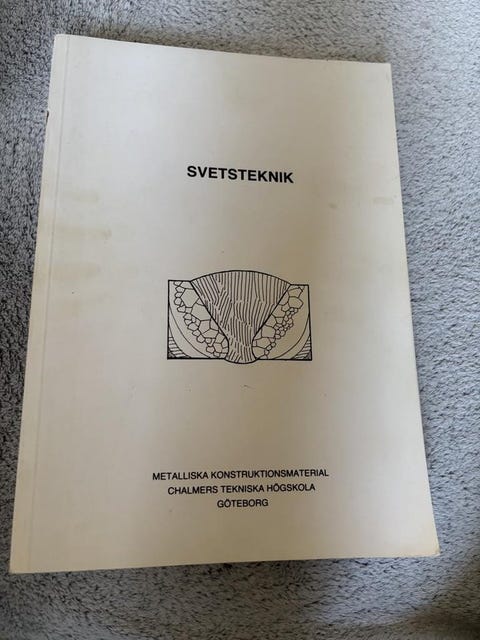 SVETSTEKNIK
METALLISKA KONSTRUKTIONSMATERIAL
CHALMERS TEKNISKA HÖGSKOLA
GÖTEBORG